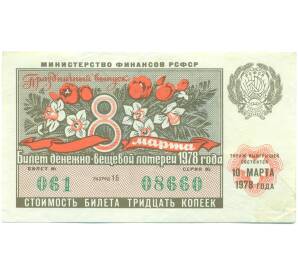 МИНИСТЕРСТВО ФИНАНСОВ РСФСР
Праздничный выпуск
8
марта
Билет денежно-вещевой лотереи 1978 года
БИЛЕТ № РАЗРЯД 15 СЕРИЯ №
061 08660
СТОИМОСТЬ БИЛЕТА ТРИДЦАТЬ КОПЕЕК
ТИРАЖ ВЫИГРЫШЕЙ
СОСТОИТСЯ
10 МАРТА
1978 ГОДА